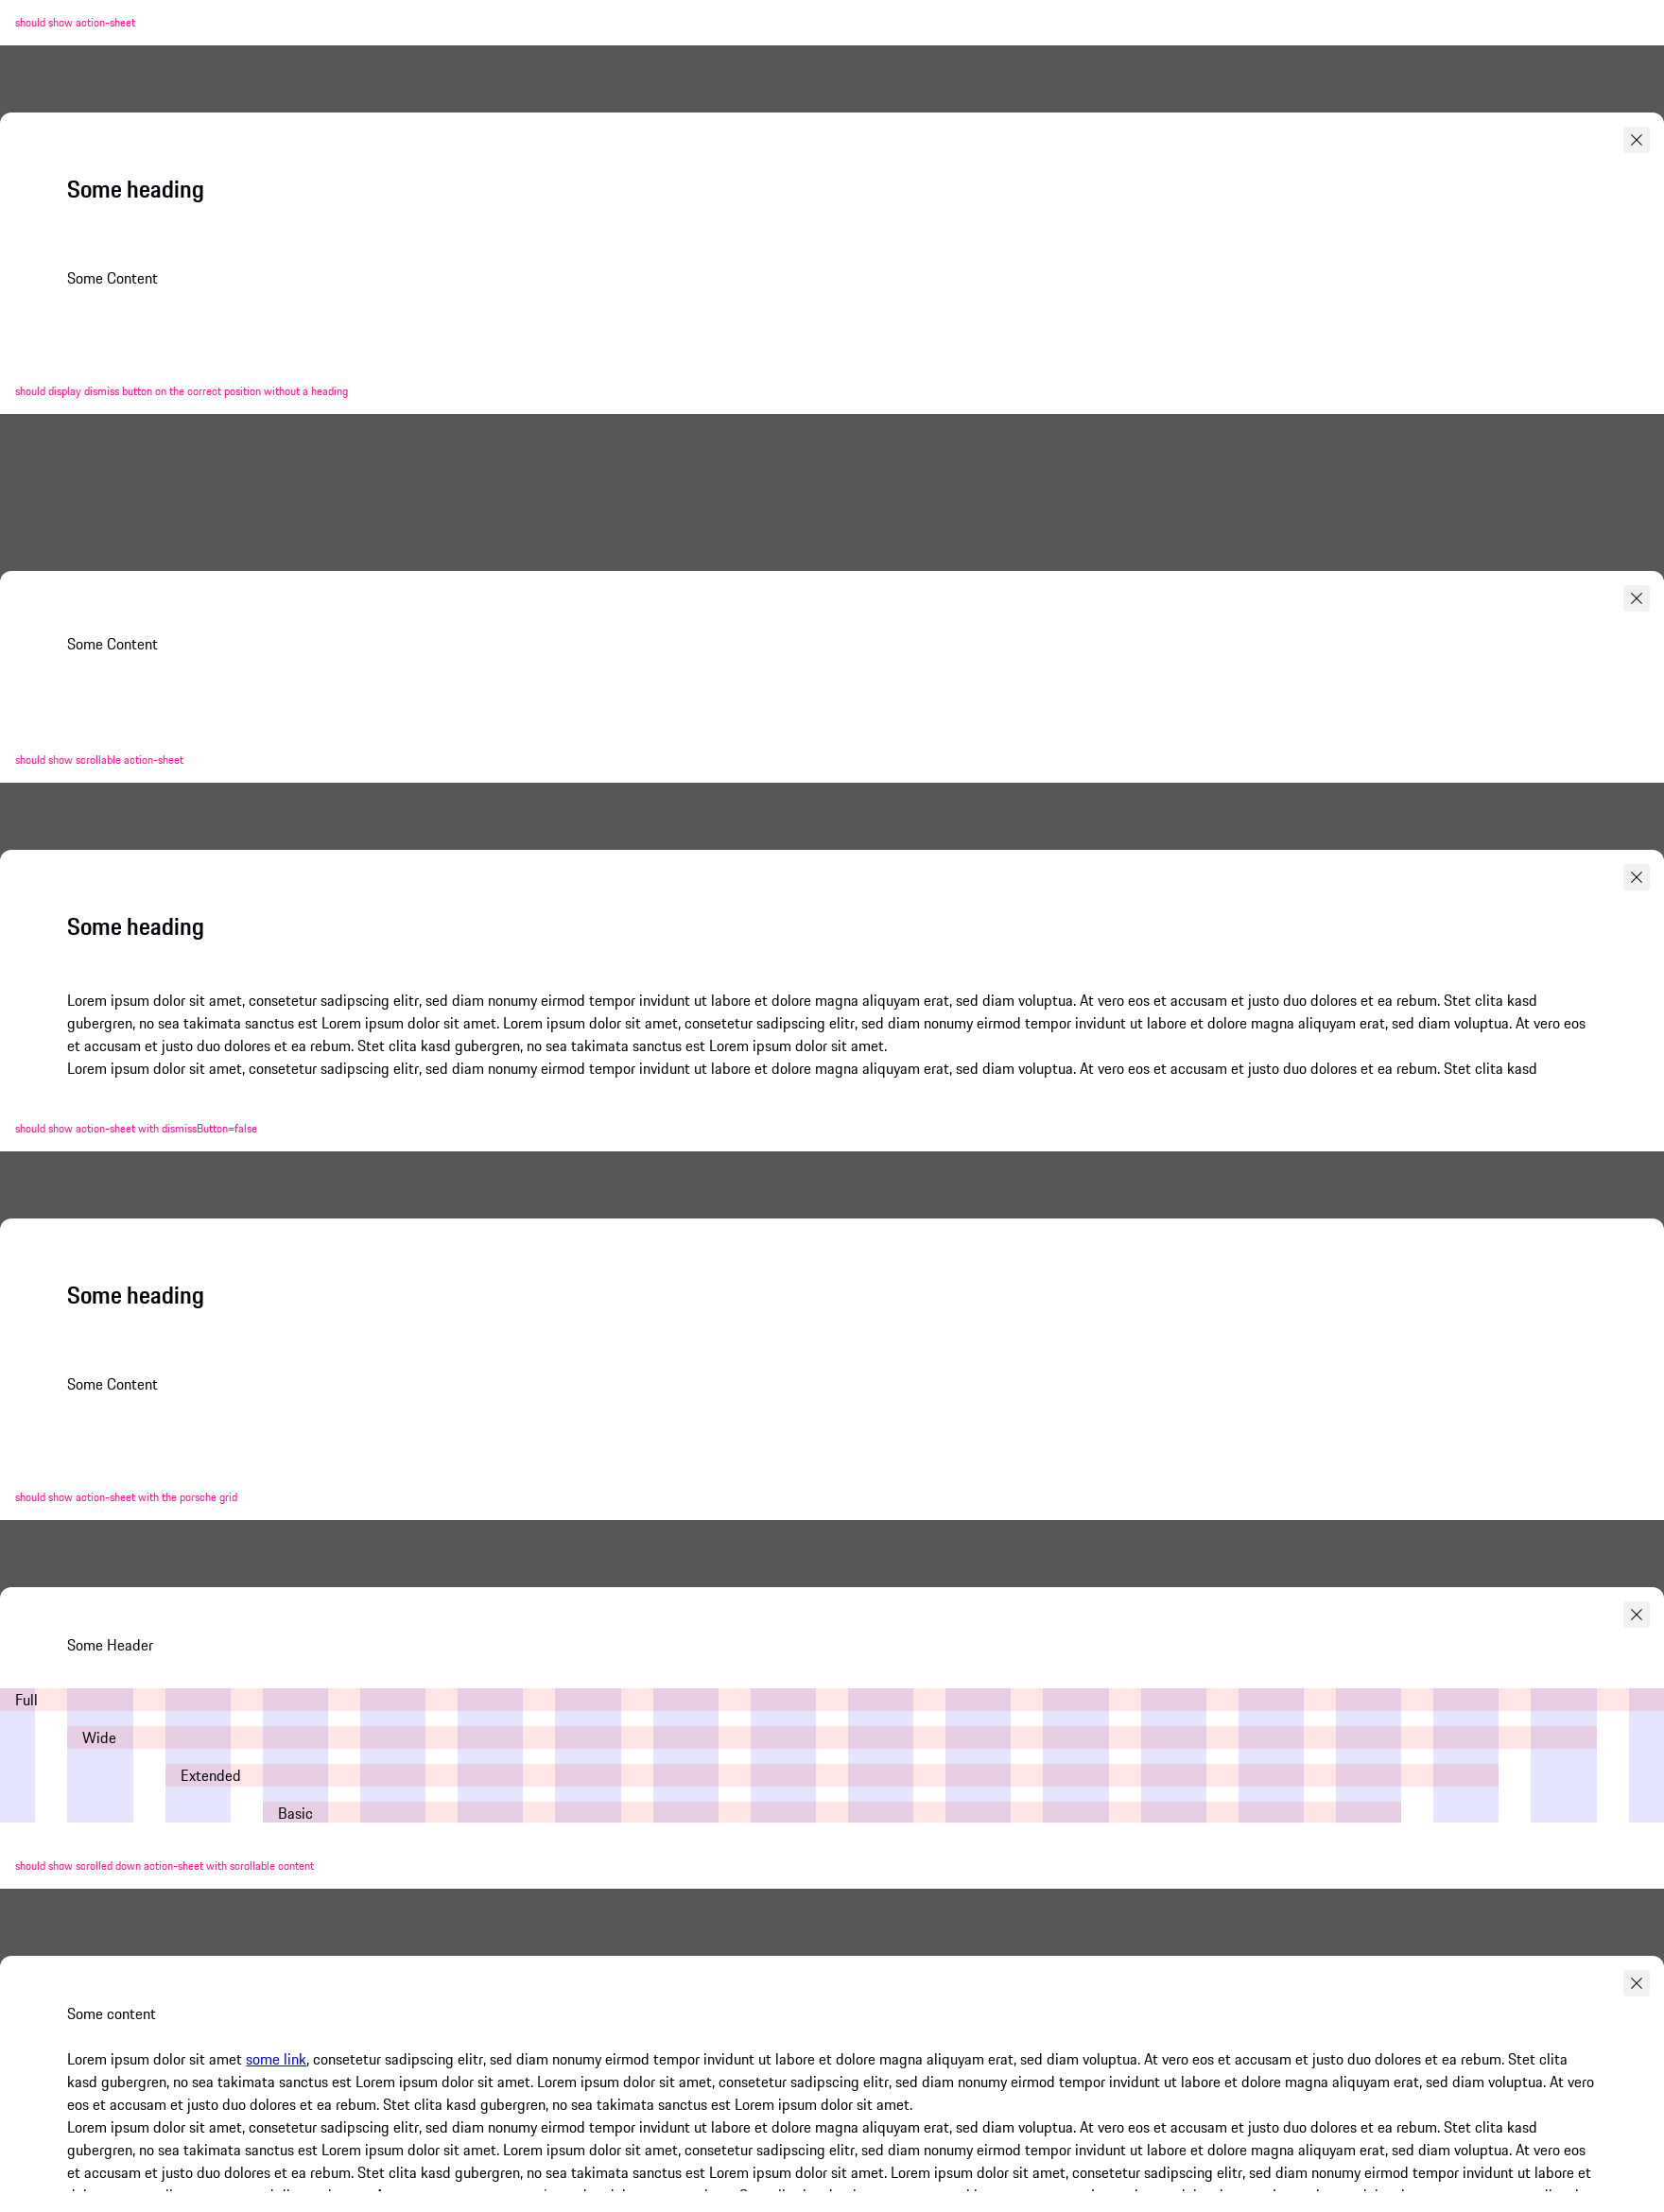 should show action-sheet
Some heading
Some Content
should display dismiss button on the correct position without a heading
Some Content
should show scrollable action-sheet
Some heading
Lorem ipsum dolor sit amet, consetetur sadipscing elitr, sed diam nonumy eirmod tempor invidunt ut labore et dolore magna aliquyam erat, sed diam voluptua. At vero eos et accusam et justo duo dolores et ea rebum. Stet clita kasd
gubergren, no sea takimata sanctus est Lorem ipsum dolor sit amet. Lorem ipsum dolor sit amet, consetetur sadipscing elitr, sed diam nonumy eirmod tempor invidunt ut labore et dolore magna aliquyam erat, sed diam voluptua. At vero eos
et accusam et justo duo dolores et ea rebum. Stet clita kasd gubergren, no sea takimata sanctus est Lorem ipsum dolor sit amet.
Lorem ipsum dolor sit amet, consetetur sadipscing elitr, sed diam nonumy eirmod tempor invidunt ut labore et dolore magna aliquyam erat, sed diam voluptua. At vero eos et accusam et justo duo dolores et ea rebum. Stet clita kasd
should show action-sheet with dismissButton=false
Some heading
Some Content
should show action-sheet with the porsche grid
Some Header
Full
Wide
Extended
Basic
should show scrolled down action-sheet with scrollable content
Some content
Lorem ipsum dolor sit amet some link, consetetur sadipscing elitr, sed diam nonumy eirmod tempor invidunt ut labore et dolore magna aliquyam erat, sed diam voluptua. At vero eos et accusam et justo duo dolores et ea rebum. Stet clita
kasd gubergren, no sea takimata sanctus est Lorem ipsum dolor sit amet. Lorem ipsum dolor sit amet, consetetur sadipscing elitr, sed diam nonumy eirmod tempor invidunt ut labore et dolore magna aliquyam erat, sed diam voluptua. At vero
eos et accusam et justo duo dolores et ea rebum. Stet clita kasd gubergren, no sea takimata sanctus est Lorem ipsum dolor sit amet.
Lorem ipsum dolor sit amet, consetetur sadipscing elitr, sed diam nonumy eirmod tempor invidunt ut labore et dolore magna aliquyam erat, sed diam voluptua. At vero eos et accusam et justo duo dolores et ea rebum. Stet clita kasd
gubergren, no sea takimata sanctus est Lorem ipsum dolor sit amet. Lorem ipsum dolor sit amet, consetetur sadipscing elitr, sed diam nonumy eirmod tempor invidunt ut labore et dolore magna aliquyam erat, sed diam voluptua. At vero eos
et accusam et justo duo dolores et ea rebum. Stet clita kasd gubergren, no sea takimata sanctus est Lorem ipsum dolor sit amet. Lorem ipsum dolor sit amet, consetetur sadipscing elitr, sed diam nonumy eirmod tempor invidunt ut labore et